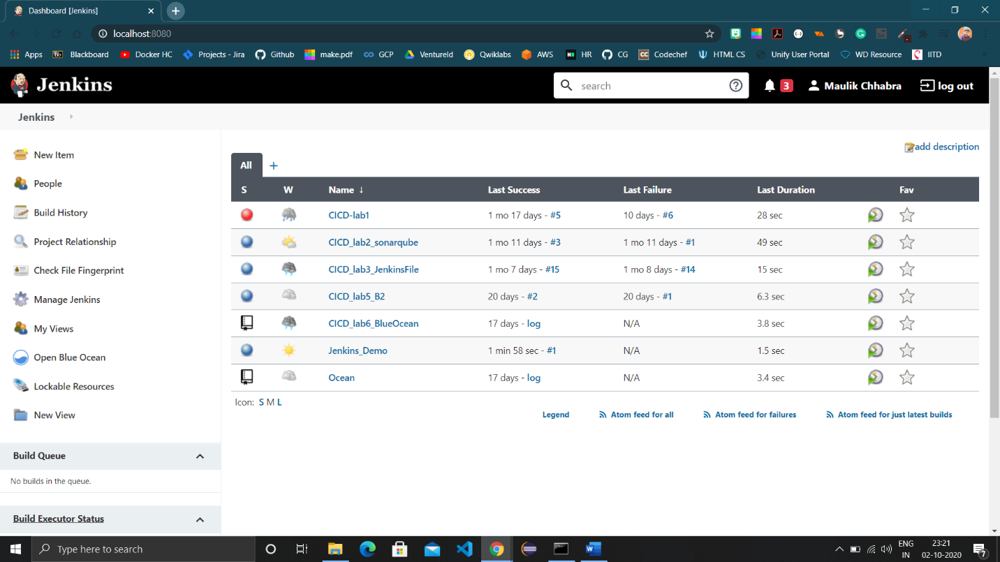 Dashboard [Jenkins]
localhost:8080
Apps Bb Blackboard Docker HC Projects - Jira Github make.pdf GCP VentureId Qwiklabs AWS HR CG CC Codechef HTML CS Unify User Portal WD Resource IITD
Jenkins search 3 Maulik Chhabra log out
Jenkins
add description
All +
S W Name ↓ Last Success Last Failure Last Duration Fav
CICD-lab1 1 mo 17 days - #5 10 days - #6 28 sec
CICD_lab2_sonarqube 1 mo 11 days - #3 1 mo 11 days - #1 49 sec
CICD_lab3_JenkinsFile 1 mo 7 days - #15 1 mo 8 days - #14 15 sec
CICD_lab5_B2 20 days - #2 20 days - #1 6.3 sec
CICD_lab6_BlueOcean 17 days - log N/A 3.8 sec
Jenkins_Demo 1 min 58 sec - #1 N/A 1.5 sec
Ocean 17 days - log N/A 3.4 sec
Icon: S M L
Legend Atom feed for all Atom feed for failures Atom feed for just latest builds
New Item
People
Build History
Project Relationship
Check File Fingerprint
Manage Jenkins
My Views
Open Blue Ocean
Lockable Resources
New View
Build Queue
No builds in the queue.
Build Executor Status
Type here to search
ENG
IN
23:21
02-10-2020
7